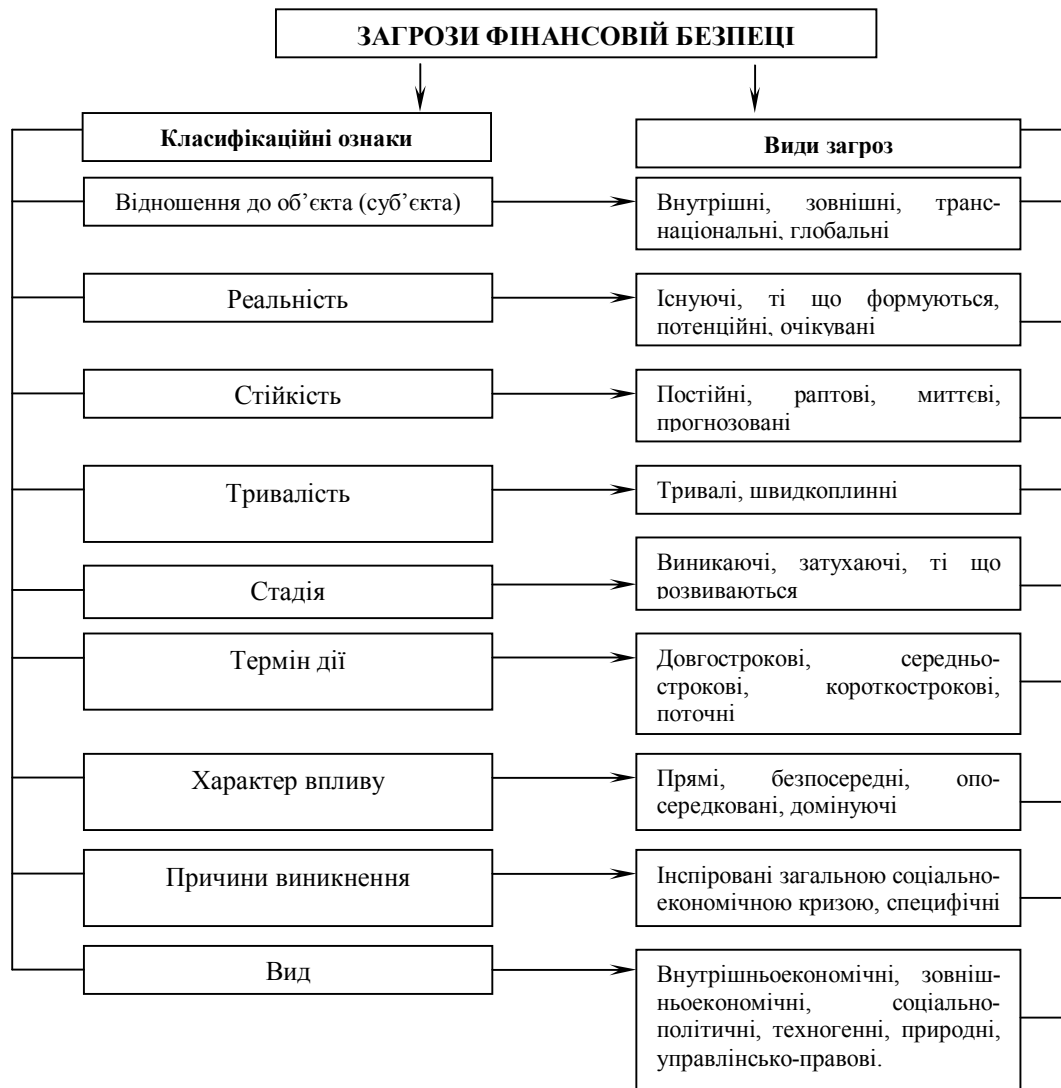 ЗАГРОЗИ ФІНАНСОВІЙ БЕЗПЕЦІ
Класифікаційні ознаки
Види загроз
Відношення до об’єкта (суб’єкта)
Внутрішні, зовнішні, транс-
національні, глобальні
Реальність
Існуючі, ті що формуються,
потенційні, очікувані
Стійкість
Постійні, раптові, миттєві,
прогнозовані
Тривалість
Тривалі, швидкоплинні
Стадія
Виникаючі, затухаючі, ті що
розвиваються
Термін дії
Довгострокові, середньо-
строкові, короткострокові,
поточні
Характер впливу
Прямі, безпосередні, опо-
середковані, домінуючі
Причини виникнення
Інспіровані загальною соціально-
економічною кризою, специфічні
Вид
Внутрішньоекономічні, зовніш-
ньоекономічні, соціально-
політичні, техногенні, природні,
управлінсько-правові.